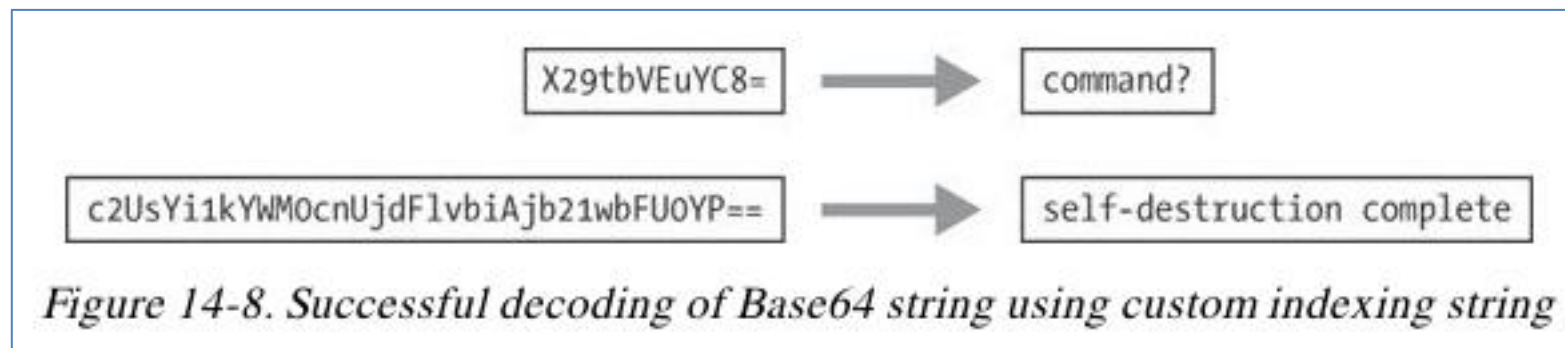 X29tbVEuYC8= command?
c2UsYi1kYWM0cnUjdFlvbiAjb21wbFU0YP== self-destruction complete
Figure 14-8. Successful decoding of Base64 string using custom indexing string